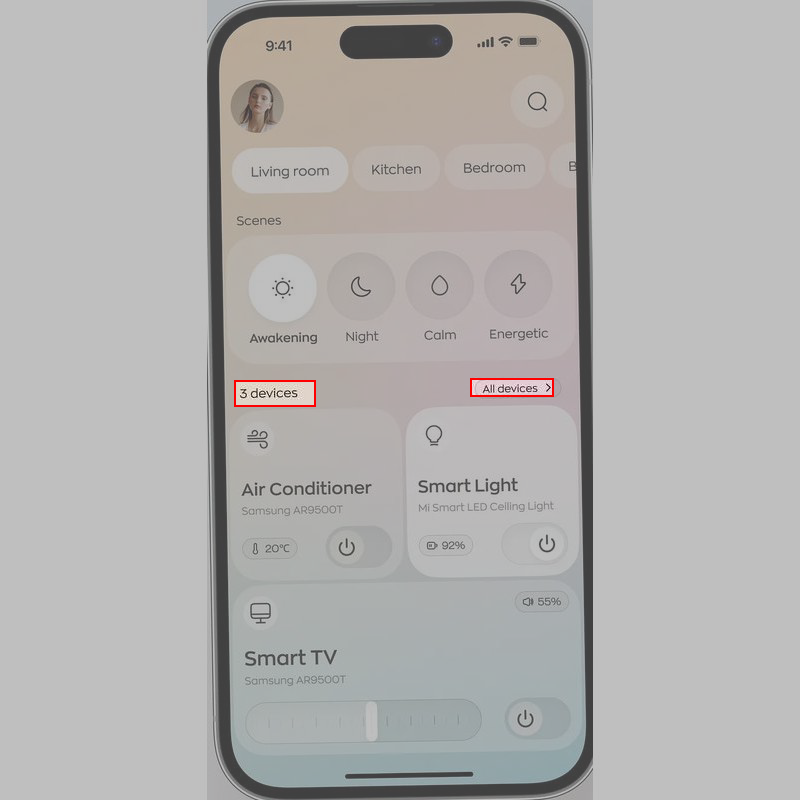 9:41
Living room Kitchen Bedroom B
Scenes
Awakening Night Calm Energetic
3 devices All devices
Air Conditioner
Samsung AR9500T
20°C
Smart Light
Mi Smart LED Ceiling Light
92%
55%
Smart TV
Samsung AR9500T